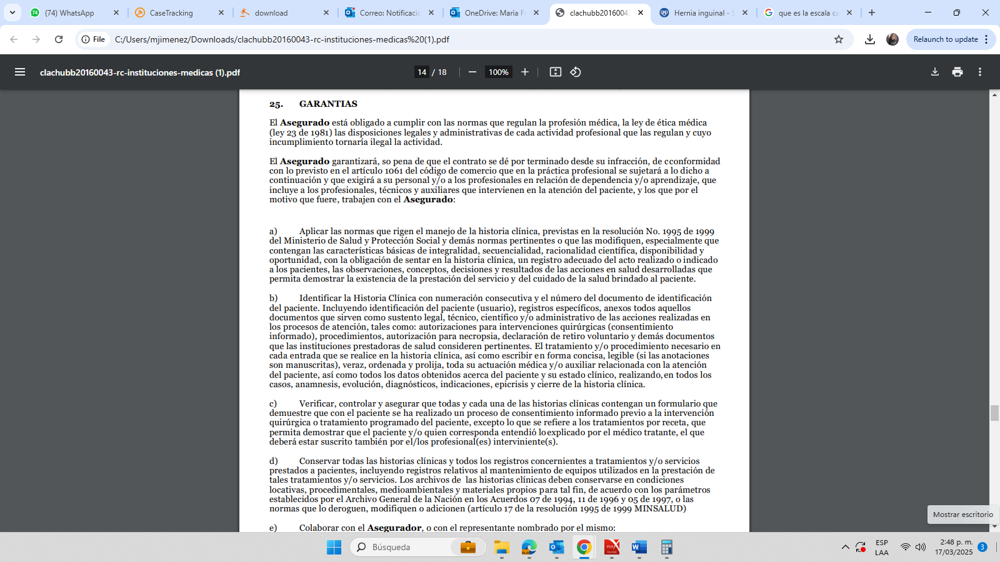 (74) WhatsApp
CaseTracking
download
Correo: Notificacio
OneDrive: Maria Fe
clachubb20160043
Hernia inguinal - S
que es la escala ca
File
C:/Users/mjimenez/Downloads/clachubb20160043-rc-instituciones-medicas%20(1).pdf
Relaunch to update
clachubb20160043-rc-instituciones-medicas (1).pdf
14 / 18
100%
25. GARANTIAS
El Asegurado está obligado a cumplir con las normas que regulan la profesión médica, la ley de ética médica
(ley 23 de 1981) las disposiciones legales y administrativas de cada actividad profesional que las regulan y cuyo
incumplimiento tornaría ilegal la actividad.
El Asegurado garantizará, so pena de que el contrato se dé por terminado desde su infracción, de cconformidad
con lo previsto en el artículo 1061 del código de comercio que en la práctica profesional se sujetará a lo dicho a
continuación y que exigirá a su personal y/o a los profesionales en relación de dependencia y/o aprendizaje, que
incluye a los profesionales, técnicos y auxiliares que intervienen en la atención del paciente, y los que por el
motivo que fuere, trabajen con el Asegurado:
a) Aplicar las normas que rigen el manejo de la historia clínica, previstas en la resolución No. 1995 de 1999
del Ministerio de Salud y Protección Social y demás normas pertinentes o que las modifiquen, especialmente que
contengan las características básicas de integralidad, secuencialidad, racionalidad científica, disponibilidad y
oportunidad, con la obligación de sentar en la historia clínica, un registro adecuado del acto realizado o indicado
a los pacientes, las observaciones, conceptos, decisiones y resultados de las acciones en salud desarrolladas que
permita demostrar la existencia de la prestación del servicio y del cuidado de la salud brindado al paciente.
b) Identificar la Historia Clínica con numeración consecutiva y el número del documento de identificación
del paciente. Incluyendo identificación del paciente (usuario), registros específicos, anexos todos aquellos
documentos que sirven como sustento legal, técnico, científico y/o administrativo de las acciones realizadas en
los procesos de atención, tales como: autorizaciones para intervenciones quirúrgicas (consentimiento
informado), procedimientos, autorización para necropsia, declaración de retiro voluntario y demás documentos
que las instituciones prestadoras de salud consideren pertinentes. El tratamiento y/o procedimiento necesario en
cada entrada que se realice en la historia clínica, así como escribir en forma concisa, legible (si las anotaciones
son manuscritas), veraz, ordenada y prolija, toda su actuación médica y/o auxiliar relacionada con la atención
del paciente, así como todos los datos obtenidos acerca del paciente y su estado clínico, realizando, en todos los
casos, anamnesis, evolución, diagnósticos, indicaciones, epicrisis y cierre de la historia clínica.
c) Verificar, controlar y asegurar que todas y cada una de las historias clínicas contengan un formulario que
demuestre que con el paciente se ha realizado un proceso de consentimiento informado previo a la intervención
quirúrgica o tratamiento programado del paciente, excepto lo que se refiere a los tratamientos por receta, que
permita demostrar que el paciente y/o quien corresponda entendió lo explicado por el médico tratante, el que
deberá estar suscrito también por el/los profesional(es) interviniente(s).
d) Conservar todas las historias clínicas y todos los registros concernientes a tratamientos y/o servicios
prestados a pacientes, incluyendo registros relativos al mantenimiento de equipos utilizados en la prestación de
tales tratamientos y/o servicios. Los archivos de las historias clínicas deben conservarse en condiciones
locativas, procedimentales, medioambientales y materiales propios para tal fin, de acuerdo con los parámetros
establecidos por el Archivo General de la Nación en los Acuerdos 07 de 1994, 11 de 1996 y 05 de 1997, o las
normas que lo deroguen, modifiquen o adicionen (artículo 17 de la resolución 1995 de 1999 MINSALUD)
e) Colaborar con el Asegurador, o con el representante nombrado por el mismo:
Mostrar escritorio
Búsqueda
ESP
LAA
2:48 p. m.
17/03/2025
3